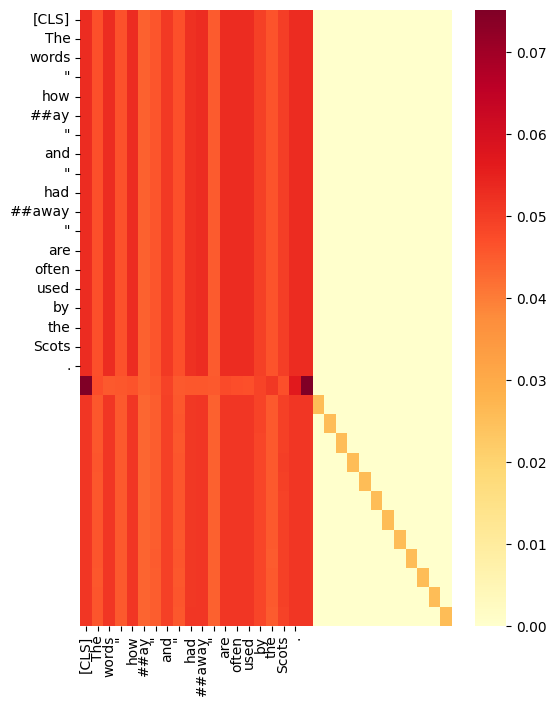 [CLS]
The
words
"
how
##ay
"
and
"
had
##away
"
are
often
used
by
the
Scots
.
[CLS]
The
words
"
how
##ay
"
and
"
had
##away
"
are
often
used
by
the
Scots
.
0.07
0.06
0.05
0.04
0.03
0.02
0.01
0.00